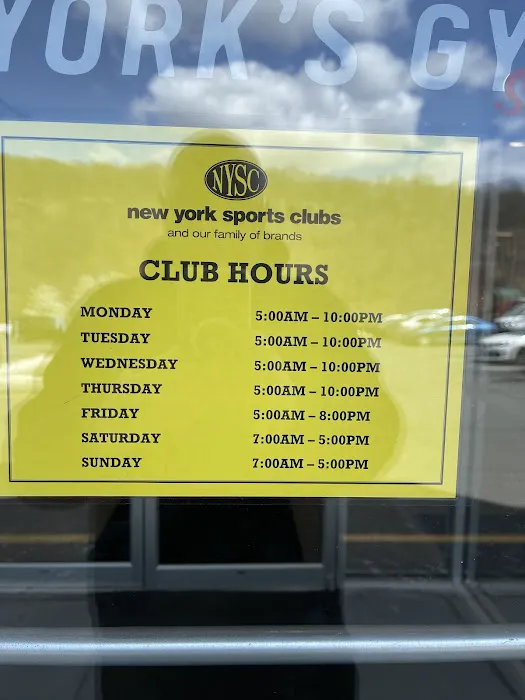 YORK'S GY
NYSC
new york sports clubs
and our family of brands
CLUB HOURS
MONDAY 5:00AM – 10:00PM
TUESDAY 5:00AM – 10:00PM
WEDNESDAY 5:00AM – 10:00PM
THURSDAY 5:00AM – 10:00PM
FRIDAY 5:00AM – 8:00PM
SATURDAY 7:00AM – 5:00PM
SUNDAY 7:00AM – 5:00PM